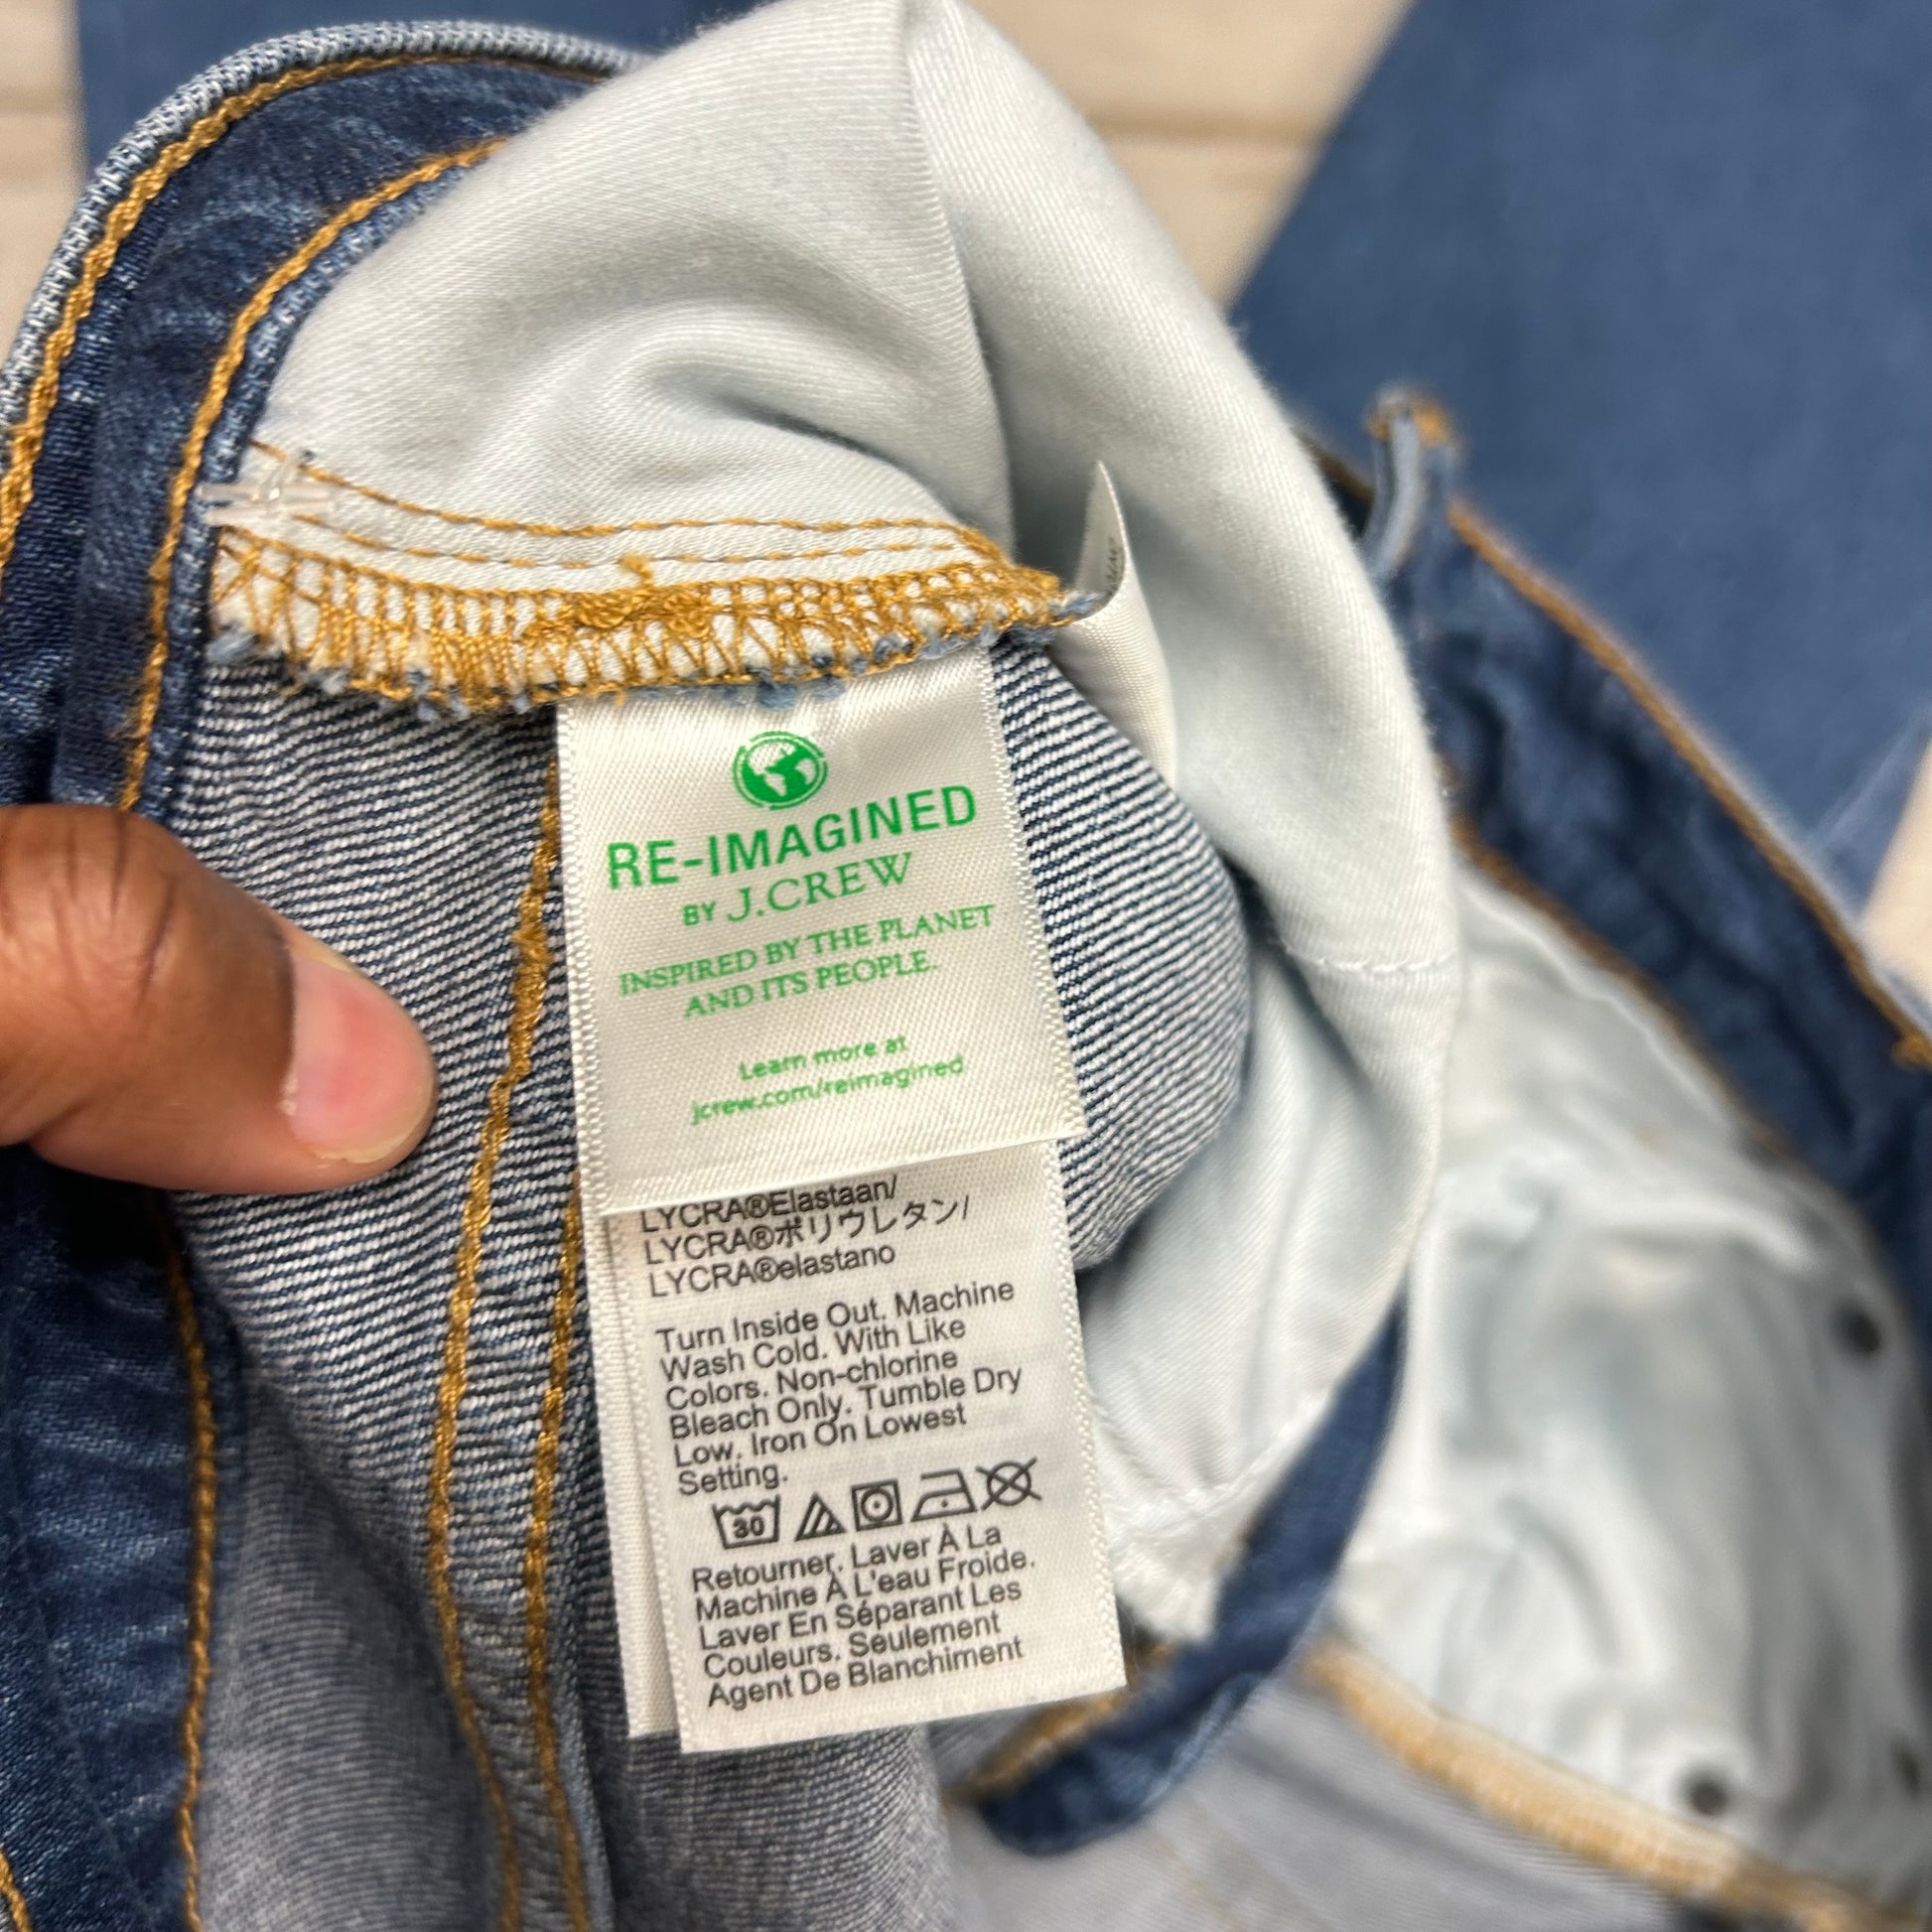 RE-IMAGINED
BY J.CREW
INSPIRED BY THE PLANET
AND ITS PEOPLE.
Learn more at
jcrew.com/reimagined
LYCRA®Elastaan/
LYCRA®ポリウレタン/
LYCRA®elastano
Turn Inside Out. Machine
Wash Cold. With Like
Colors. Non-chlorine
Bleach Only. Tumble Dry
Low. Iron On Lowest
Setting.
30
Retourner. Laver À La
Machine À L'eau Froide.
Laver En Séparant Les
Couleurs. Seulement
Agent De Blanchiment